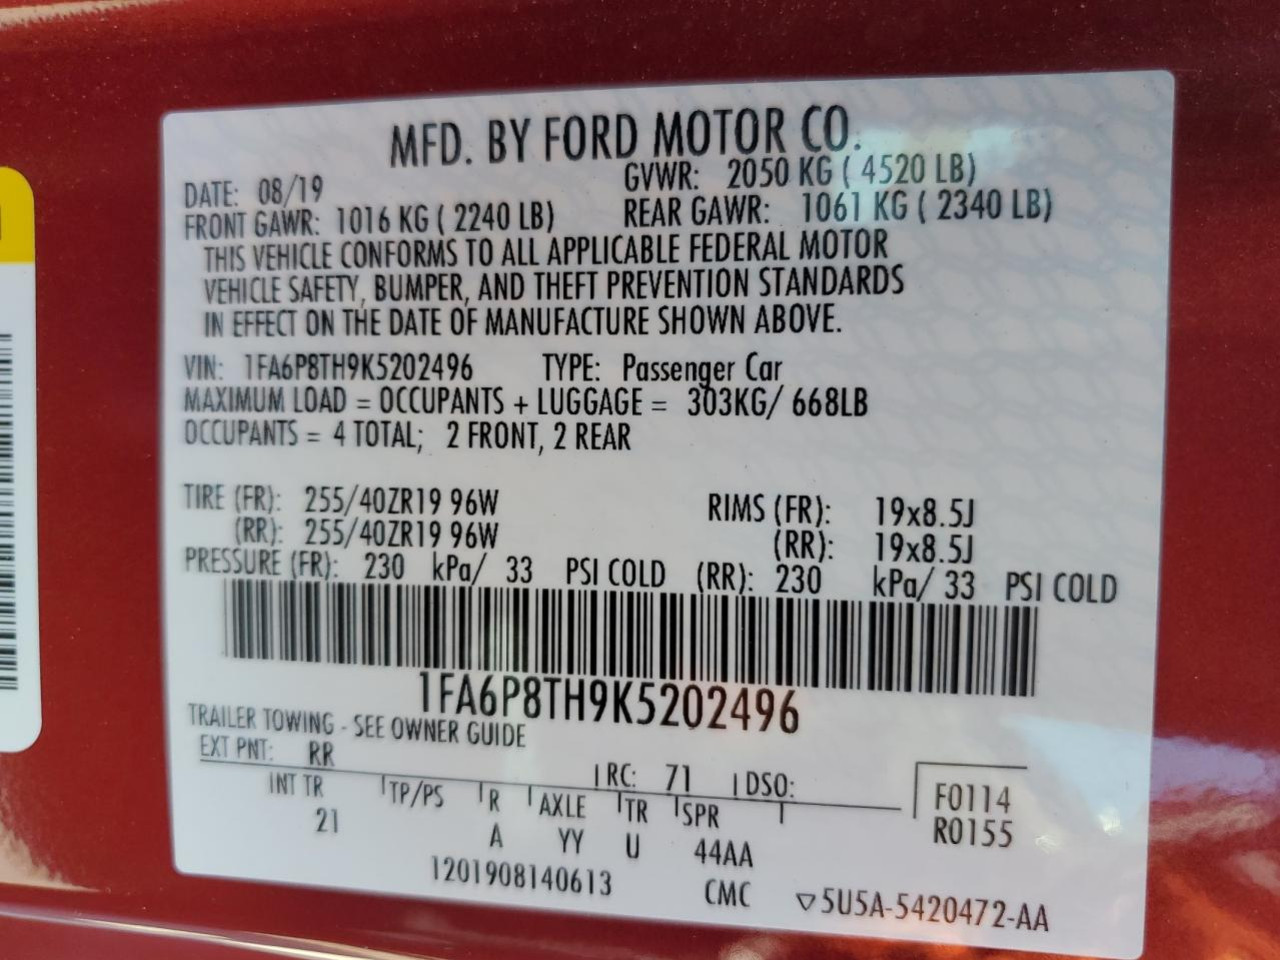 MFD. BY FORD MOTOR CO.
DATE: 08/19 GVWR: 2050 KG ( 4520 LB)
FRONT GAWR: 1016 KG ( 2240 LB) REAR GAWR: 1061 KG ( 2340 LB)
THIS VEHICLE CONFORMS TO ALL APPLICABLE FEDERAL MOTOR
VEHICLE SAFETY, BUMPER, AND THEFT PREVENTION STANDARDS
IN EFFECT ON THE DATE OF MANUFACTURE SHOWN ABOVE.
VIN: 1FA6P8TH9K5202496 TYPE: Passenger Car
MAXIMUM LOAD = OCCUPANTS + LUGGAGE = 303KG/ 668LB
OCCUPANTS = 4 TOTAL; 2 FRONT, 2 REAR
TIRE (FR): 255/40ZR19 96W RIMS (FR): 19x8.5J
(RR): 255/40ZR19 96W (RR): 19x8.5J
PRESSURE (FR): 230 kPa/ 33 PSI COLD (RR): 230 kPa/ 33 PSI COLD
1FA6P8TH9K5202496
TRAILER TOWING - SEE OWNER GUIDE
EXT PNT: RR RC: 71 DSO:
INT TR TP/PS R AXLE TR SPR F0114
21 A YY U 44AA R0155
1201908140613 CMC ▽5U5A-5420472-AA